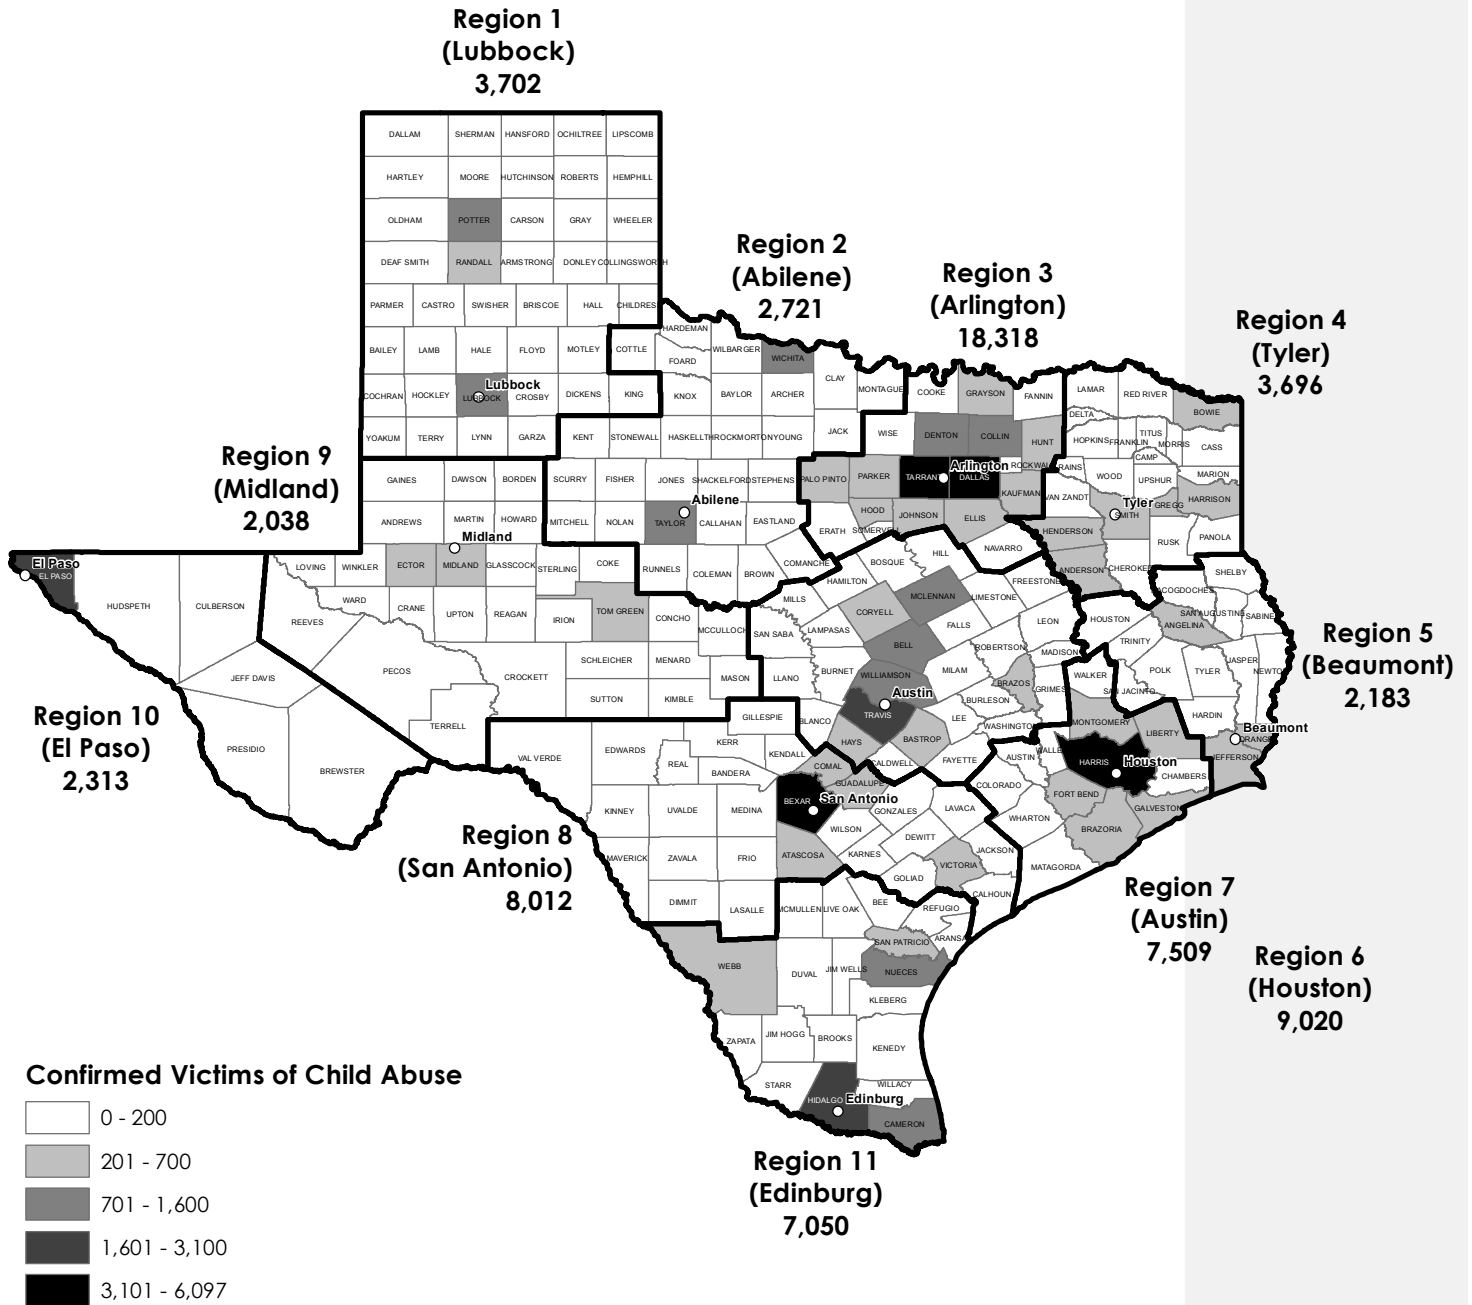 Region 1
(Lubbock)
3,702
DALLAM SHERMAN HANSFORD OCHILTREE LIPSCOMB
HARTLEY MOORE HUTCHINSON ROBERTS HEMPHILL
OLDHAM POTTER CARSON GRAY WHEELER
DEAF SMITH RANDALL ARMSTRONG DONLEY COLLINGSWORTH
PARMER CASTRO SWISHER BRISCOE HALL CHILDRESS
BAILEY LAMB HALE FLOYD MOTLEY COTTLE
COCHRAN HOCKLEY LUBBOCK CROSBY DICKENS KING
Lubbock
YOAKUM TERRY LYNN GARZA KENT STONEWALL HASKELL THROCKMORTON YOUNG JACK
Region 2
(Abilene)
2,721
HARDEMAN
FOARD WILBARGER WICHITA
KNOX BAYLOR ARCHER CLAY MONTAGUE
Region 3
(Arlington)
18,318
COOKE GRAYSON FANNIN
WISE DENTON COLLIN HUNT
PALO PINTO PARKER TARRANT Arlington DALLAS ROCKWALL
KAUFMAN
HOOD JOHNSON ELLIS
ERATH SOMERVELL NAVARRO
Region 4
(Tyler)
3,696
LAMAR RED RIVER BOWIE
DELTA
HOPKINS FRANKLIN TITUS MORRIS CASS
CAMP
RAINS WOOD UPSHUR MARION
VAN ZANDT Tyler SMITH GREGG HARRISON
HENDERSON RUSK PANOLA
ANDERSON CHEROKEE
Region 9
(Midland)
2,038
GAINES DAWSON BORDEN SCURRY FISHER JONES SHACKELFORD STEPHENS
Abilene
ANDREWS MARTIN HOWARD MITCHELL NOLAN TAYLOR CALLAHAN EASTLAND
Midland
LOVING WINKLER ECTOR MIDLAND GLASSCOCK STERLING COKE RUNNELS COLEMAN BROWN COMANCHE
WARD CRANE UPTON REAGAN IRION TOM GREEN CONCHO MCCULLOCH
REEVES
PECOS CROCKETT SCHLEICHER MENARD MASON
SUTTON KIMBLE
TERRELL
El Paso
EL PASO HUDSPETH CULBERSON
JEFF DAVIS
PRESIDIO BREWSTER
Region 10
(El Paso)
2,313
HAMILTON BOSQUE HILL
MILLS CORYELL MCLENNAN LIMESTONE FREESTONE
SAN SABA LAMPASAS BELL FALLS LEON
ROBERTSON MADISON
LLANO BURNET WILLIAMSON MILAM BRAZOS GRIMES
Austin
BLANCO TRAVIS LEE BURLESON WASHINGTON
HAYS BASTROP
CALDWELL FAYETTE
NACOGDOCHES SHELBY
HOUSTON ANGELINA SAN AUGUSTINE SABINE
TRINITY
POLK TYLER JASPER NEWTON
SAN JACINTO
HARDIN
Beaumont
ORANGE
JEFFERSON
Region 5
(Beaumont)
2,183
WALKER
MONTGOMERY LIBERTY
AUSTIN WALLER HARRIS Houston
CHAMBERS
COLORADO FORT BEND GALVESTON
WHARTON BRAZORIA
MATAGORDA
GILLESPIE
VAL VERDE EDWARDS KERR KENDALL
REAL BANDERA COMAL
GUADALUPE
KINNEY UVALDE MEDINA BEXAR San Antonio
GONZALES LAVACA
WILSON DEWITT
MAVERICK ZAVALA FRIO ATASCOSA KARNES VICTORIA JACKSON
GOLIAD
DIMMIT LASALLE CALHOUN
Region 8
(San Antonio)
8,012
Region 7
(Austin)
7,509
Region 6
(Houston)
9,020
MCMULLEN LIVE OAK BEE REFUGIO
SAN PATRICIO ARANSAS
WEBB DUVAL JIM WELLS NUECES
KLEBERG
ZAPATA JIM HOGG BROOKS KENEDY
STARR HIDALGO WILLACY
Edinburg
CAMERON
Region 11
(Edinburg)
7,050
Confirmed Victims of Child Abuse
0 - 200
201 - 700
701 - 1,600
1,601 - 3,100
3,101 - 6,097